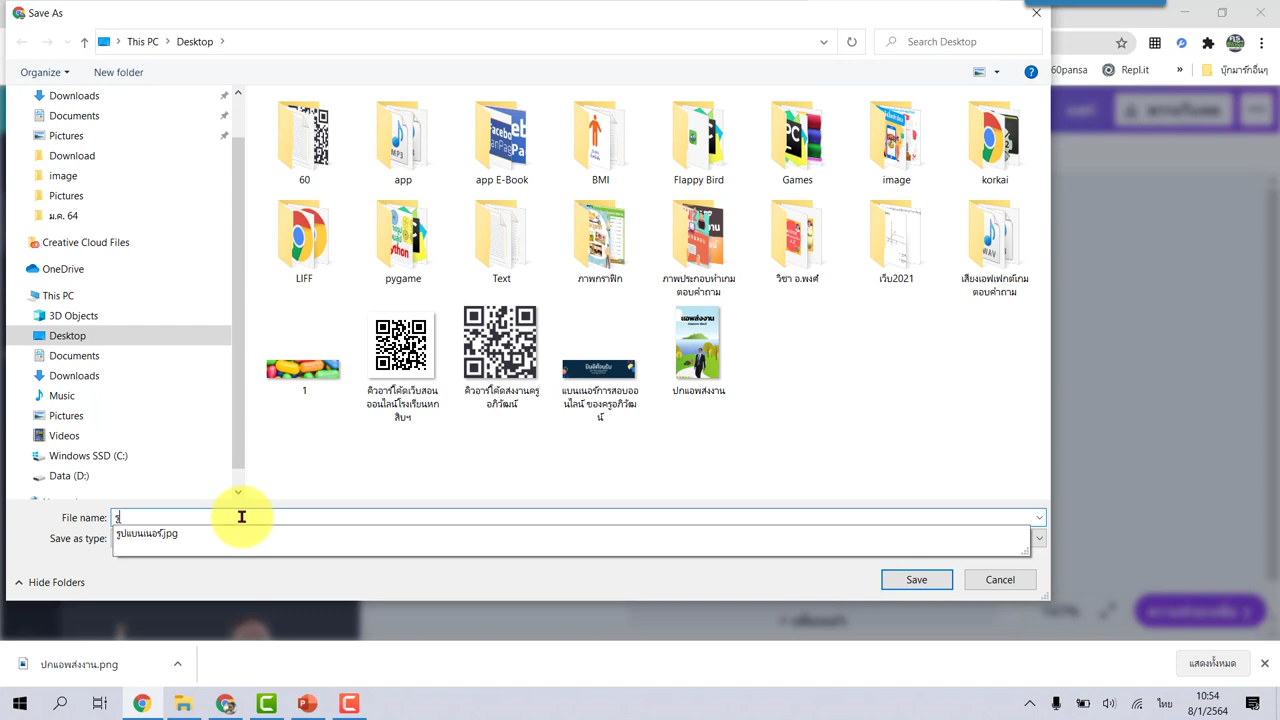 Save As
This PC
Desktop
Search Desktop
60pansa
Repl.it
»
บุ๊กมาร์กอื่นๆ
Organize
New folder
Downloads
Documents
Pictures
Download
image
Pictures
ม.ค. 64
Creative Cloud Files
OneDrive
This PC
3D Objects
Desktop
Documents
Downloads
Music
Pictures
Videos
Windows SSD (C:)
Data (D:)
60
app
app E-Book
BMI
Flappy Bird
Games
image
korkai
LIFF
pygame
Text
ภาพกราฟิก
ภาพประกอบทำเกม
ตอบคำถาม
วิชา อ.พงศ์
เว็บ2021
เสียงเอฟเฟกต์เกม
ตอบคำถาม
1
คิวอาร์โค้ดเว็บสอน
ออนไลน์โรงเรียนหก
สิบฯ
คิวอาร์โค้ดส่งงานครู
อภิวัฒน์
แบนเนอร์การสอบออ
นไลน์ ของครูอภิวัฒ
น์
ปกแอพส่งงาน
File name:
รู
รูปแบนเนอร์.jpg
Save as type:
Hide Folders
Save
Cancel
ปกแอพส่งงาน.png
แสดงทั้งหมด
ไทย
10:54
8/1/2564